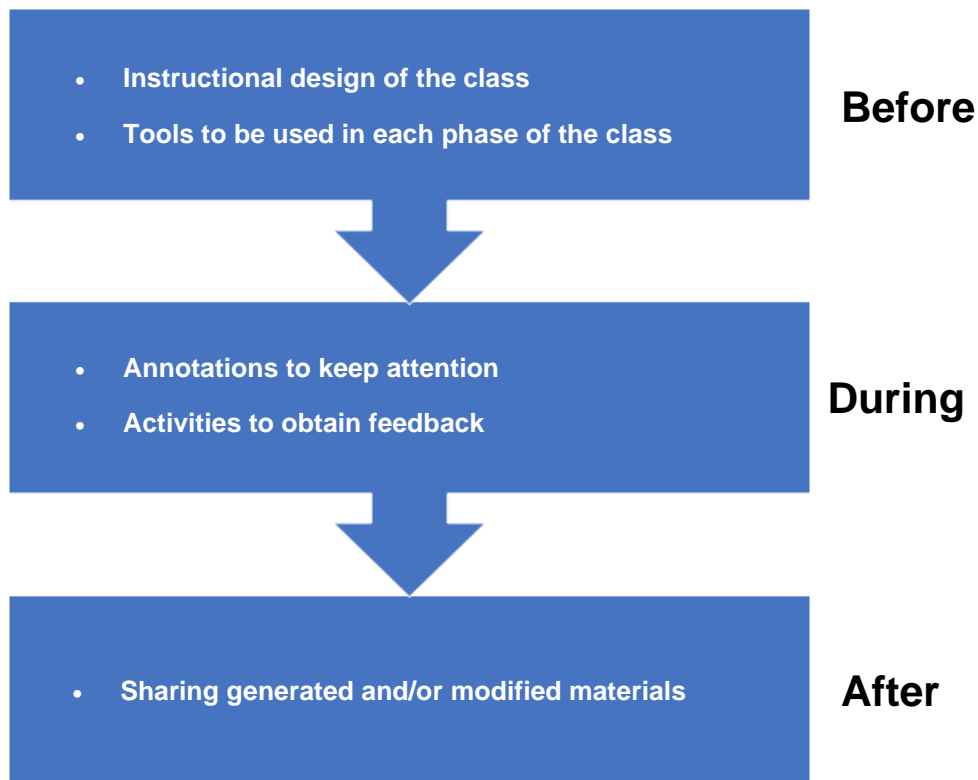 • Instructional design of the class
• Tools to be used in each phase of the class
Before
• Annotations to keep attention
• Activities to obtain feedback
During
• Sharing generated and/or modified materials
After